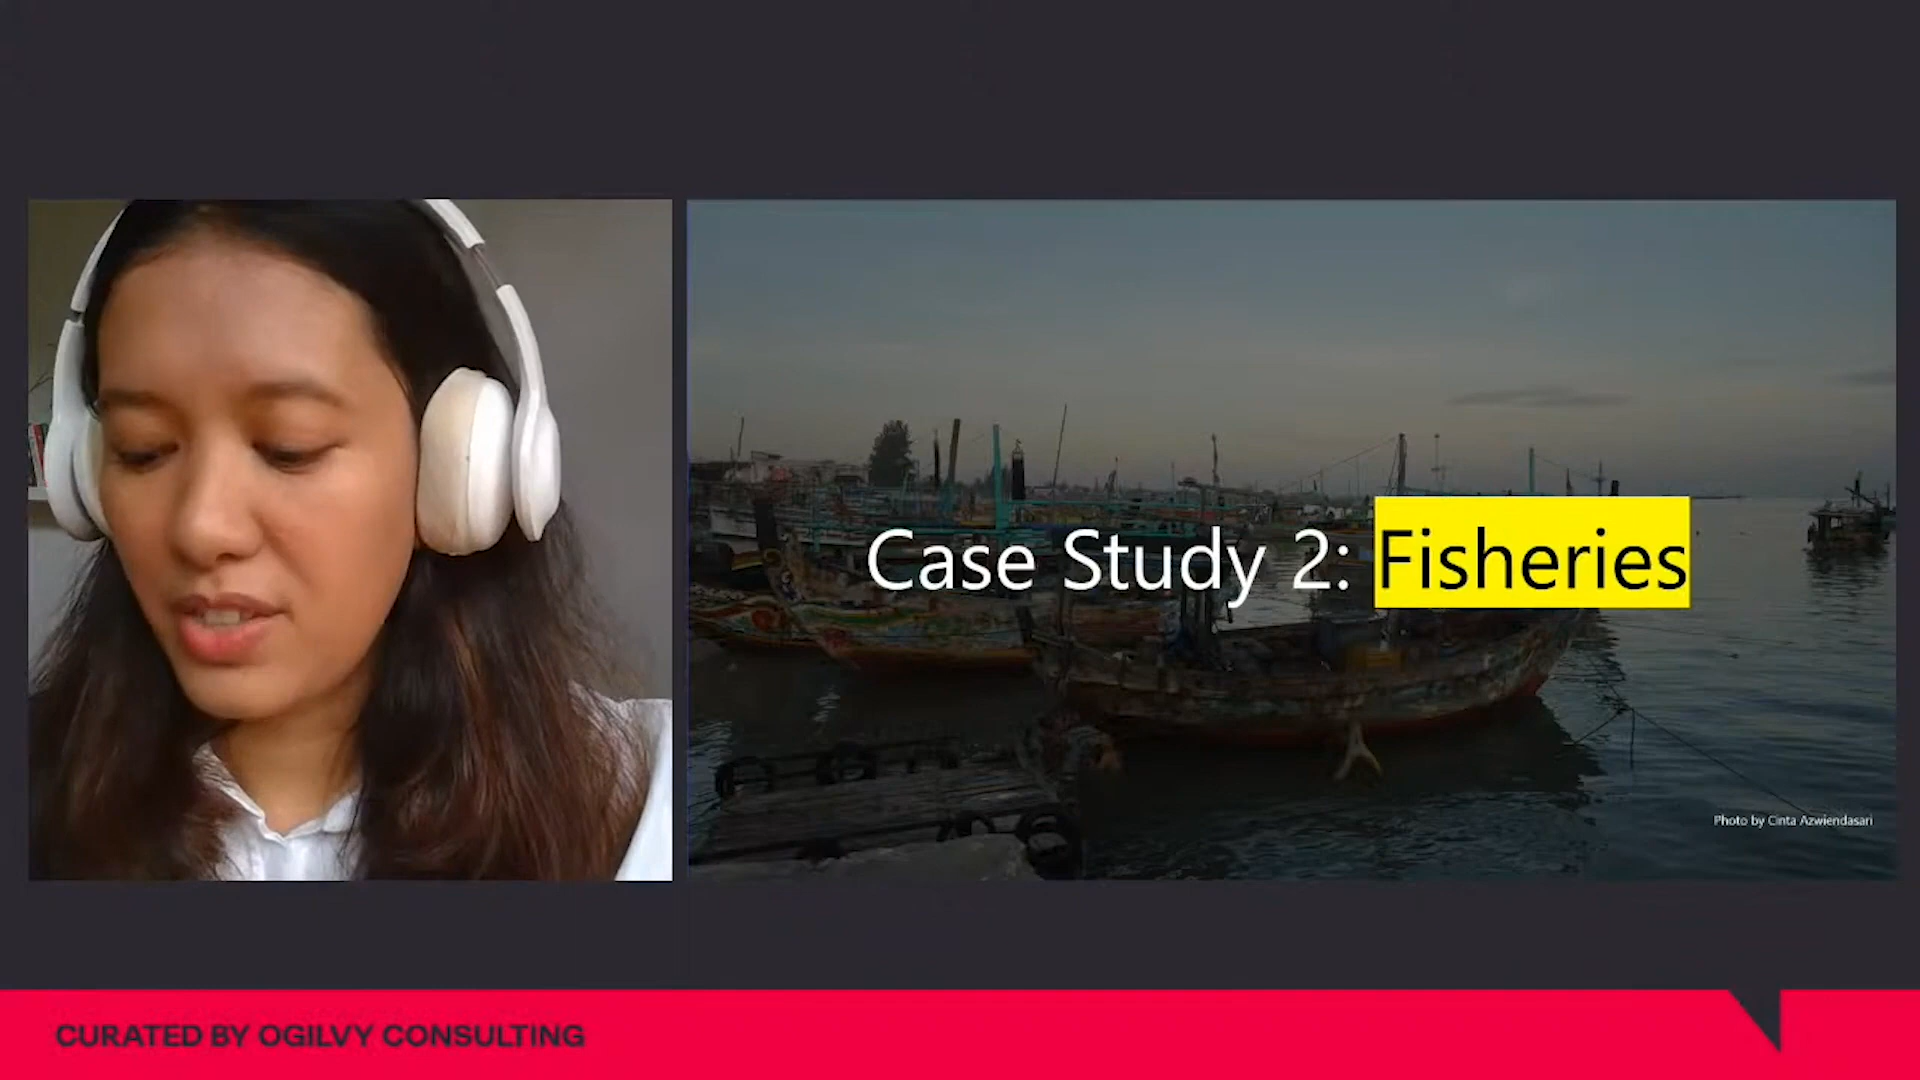 Case Study 2: Fisheries
Photo by Cinta Azwiendasari
CURATED BY OGILVY CONSULTING